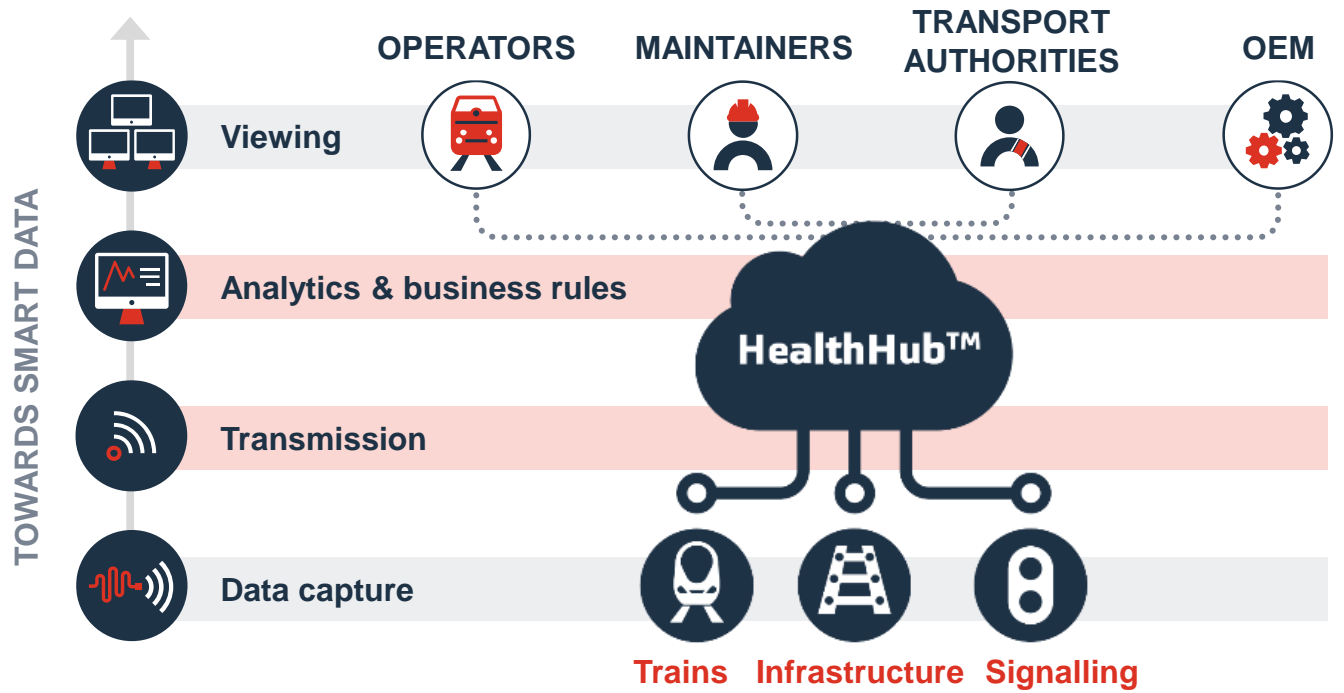 OPERATORS
MAINTAINERS
TRANSPORT
AUTHORITIES
OEM
Viewing
Analytics & business rules
HealthHub™
Transmission
Data capture
Trains
Infrastructure
Signalling
TOWARDS SMART DATA